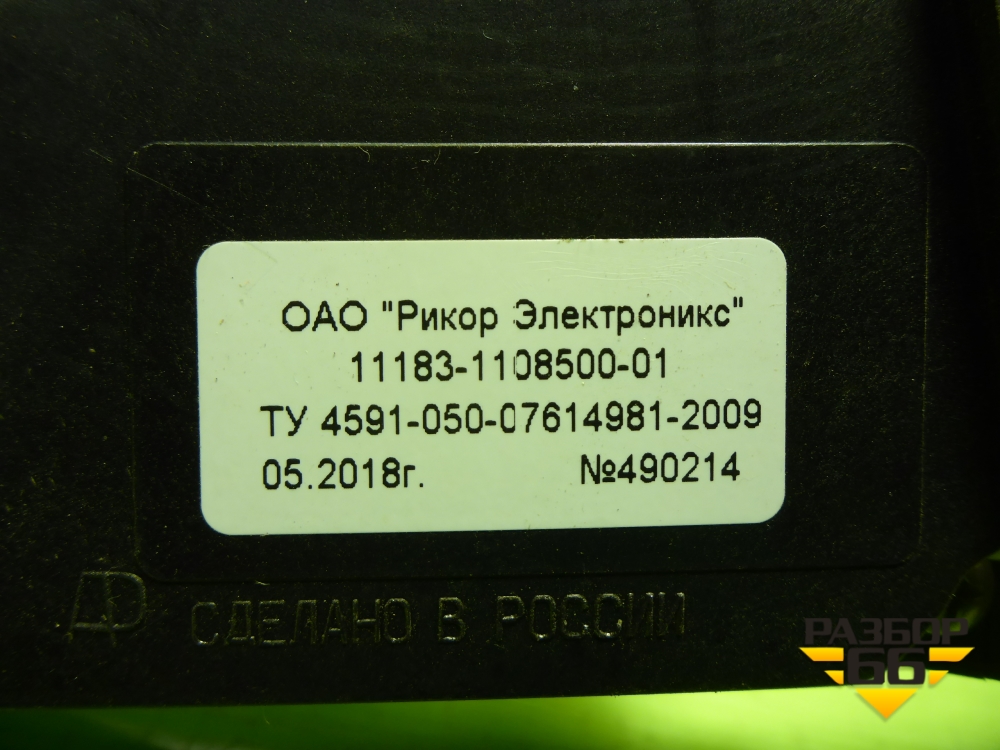 ОАО "Рикор Электроникс"
11183-1108500-01
ТУ 4591-050-07614981-2009
05.2018г. №490214
СДЕЛАНО В РОССИИ
РАЗБОР
66